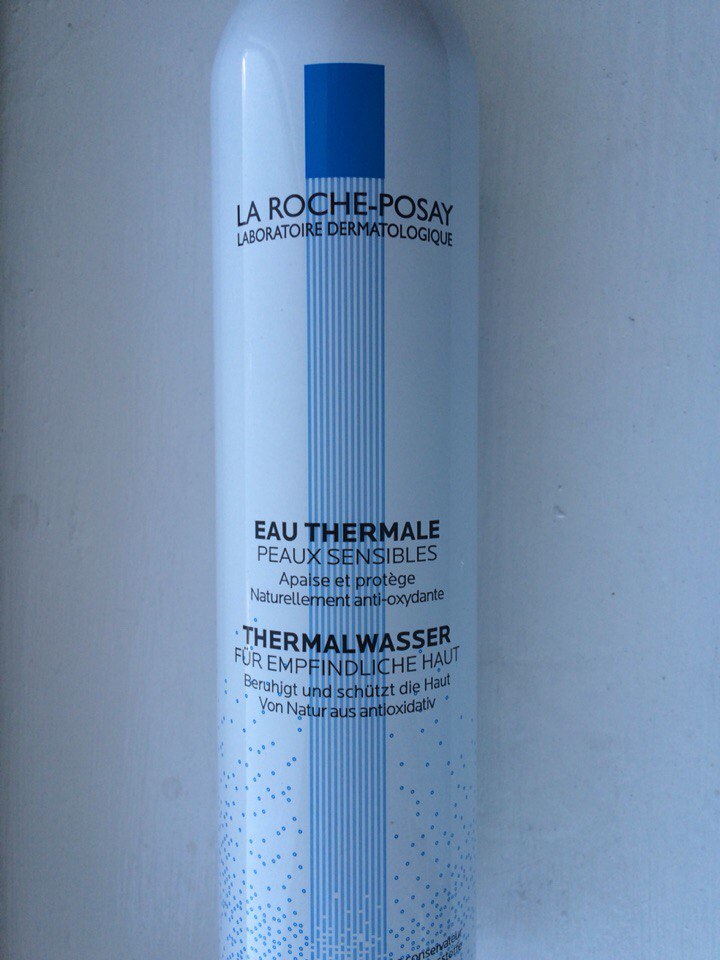 LA ROCHE-POSAY
LABORATOIRE DERMATOLOGIQUE
EAU THERMALE
PEAUX SENSIBLES
Apaise et protège
Naturellement anti-oxydante
THERMALWASSER
FÜR EMPFINDLICHE HAUT
Beruhigt und schützt die Haut
Von Natur aus antioxidativ
conservateur